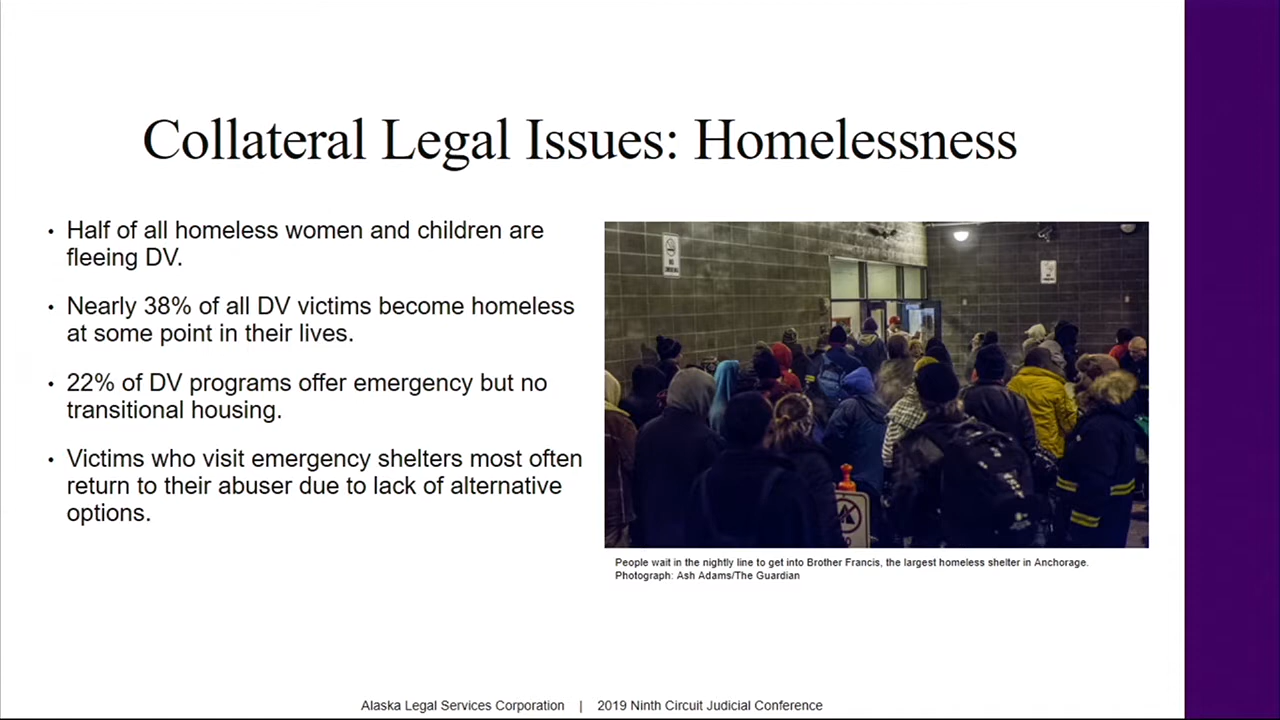 Collateral Legal Issues: Homelessness
• Half of all homeless women and children are
fleeing DV.
• Nearly 38% of all DV victims become homeless
at some point in their lives.
• 22% of DV programs offer emergency but no
transitional housing.
• Victims who visit emergency shelters most often
return to their abuser due to lack of alternative
options.
People wait in the nightly line to get into Brother Francis, the largest homeless shelter in Anchorage.
Photograph: Ash Adams/The Guardian
Alaska Legal Services Corporation | 2019 Ninth Circuit Judicial Conference